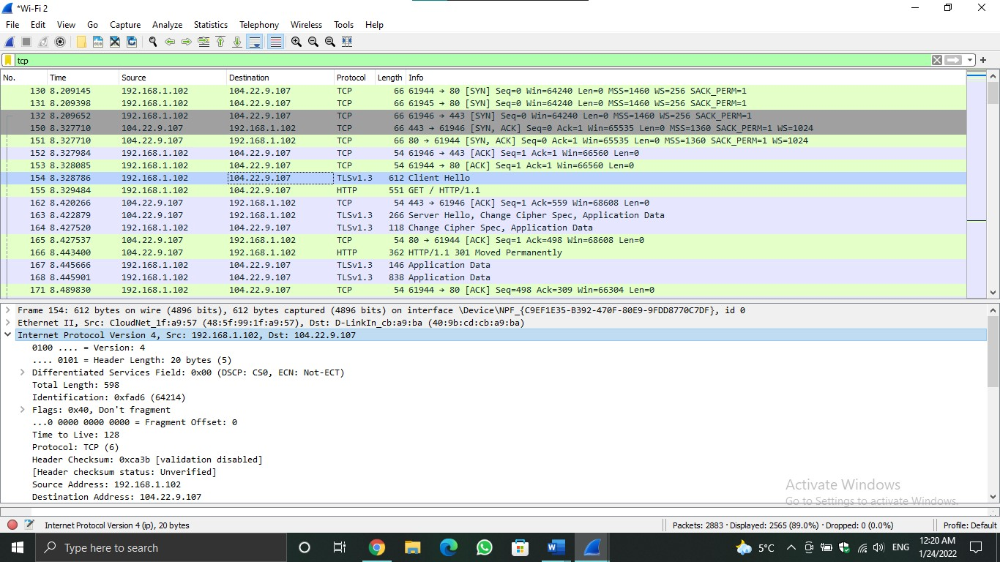 *Wi-Fi 2
File Edit View Go Capture Analyze Statistics Telephony Wireless Tools Help
tcp
No. Time Source Destination Protocol Length Info
130 8.209145 192.168.1.102 104.22.9.107 TCP 66 61944 → 80 [SYN] Seq=0 Win=64240 Len=0 MSS=1460 WS=256 SACK_PERM=1
131 8.209398 192.168.1.102 104.22.9.107 TCP 66 61945 → 80 [SYN] Seq=0 Win=64240 Len=0 MSS=1460 WS=256 SACK_PERM=1
132 8.209652 192.168.1.102 104.22.9.107 TCP 66 61946 → 443 [SYN] Seq=0 Win=64240 Len=0 MSS=1460 WS=256 SACK_PERM=1
150 8.327710 104.22.9.107 192.168.1.102 TCP 66 443 → 61946 [SYN, ACK] Seq=0 Ack=1 Win=65535 Len=0 MSS=1360 SACK_PERM=1 WS=1024
151 8.327710 104.22.9.107 192.168.1.102 TCP 66 80 → 61944 [SYN, ACK] Seq=0 Ack=1 Win=65535 Len=0 MSS=1360 SACK_PERM=1 WS=1024
152 8.327984 192.168.1.102 104.22.9.107 TCP 54 61946 → 443 [ACK] Seq=1 Ack=1 Win=66560 Len=0
153 8.328085 192.168.1.102 104.22.9.107 TCP 54 61944 → 80 [ACK] Seq=1 Ack=1 Win=66560 Len=0
154 8.328786 192.168.1.102 104.22.9.107 TLSv1.3 612 Client Hello
155 8.329484 192.168.1.102 104.22.9.107 HTTP 551 GET / HTTP/1.1
162 8.420266 104.22.9.107 192.168.1.102 TCP 54 443 → 61946 [ACK] Seq=1 Ack=559 Win=68608 Len=0
163 8.422879 104.22.9.107 192.168.1.102 TLSv1.3 266 Server Hello, Change Cipher Spec, Application Data
164 8.427520 192.168.1.102 104.22.9.107 TLSv1.3 118 Change Cipher Spec, Application Data
165 8.427537 104.22.9.107 192.168.1.102 TCP 54 80 → 61944 [ACK] Seq=1 Ack=498 Win=68608 Len=0
166 8.443400 104.22.9.107 192.168.1.102 HTTP 362 HTTP/1.1 301 Moved Permanently
167 8.445666 192.168.1.102 104.22.9.107 TLSv1.3 146 Application Data
168 8.445901 192.168.1.102 104.22.9.107 TLSv1.3 838 Application Data
171 8.489830 192.168.1.102 104.22.9.107 TCP 54 61944 → 80 [ACK] Seq=498 Ack=309 Win=66304 Len=0
Frame 154: 612 bytes on wire (4896 bits), 612 bytes captured (4896 bits) on interface \Device\NPF_{C9EF1E35-B392-470F-80E9-9FDD8770C7DF}, id 0
Ethernet II, Src: CloudNet_1f:a9:57 (48:5f:99:1f:a9:57), Dst: D-LinkIn_cb:a9:ba (40:9b:cd:cb:a9:ba)
Internet Protocol Version 4, Src: 192.168.1.102, Dst: 104.22.9.107
0100 .... = Version: 4
.... 0101 = Header Length: 20 bytes (5)
Differentiated Services Field: 0x00 (DSCP: CS0, ECN: Not-ECT)
Total Length: 598
Identification: 0xfad6 (64214)
Flags: 0x40, Don't fragment
...0 0000 0000 0000 = Fragment Offset: 0
Time to Live: 128
Protocol: TCP (6)
Header Checksum: 0xca3b [validation disabled]
[Header checksum status: Unverified]
Source Address: 192.168.1.102
Destination Address: 104.22.9.107
Activate Windows
Go to Settings to activate Windows.
Internet Protocol Version 4 (ip), 20 bytes
Packets: 2883 · Displayed: 2565 (89.0%) · Dropped: 0 (0.0%)
Profile: Default
Type here to search
5°C
ENG
12:20 AM
1/24/2022